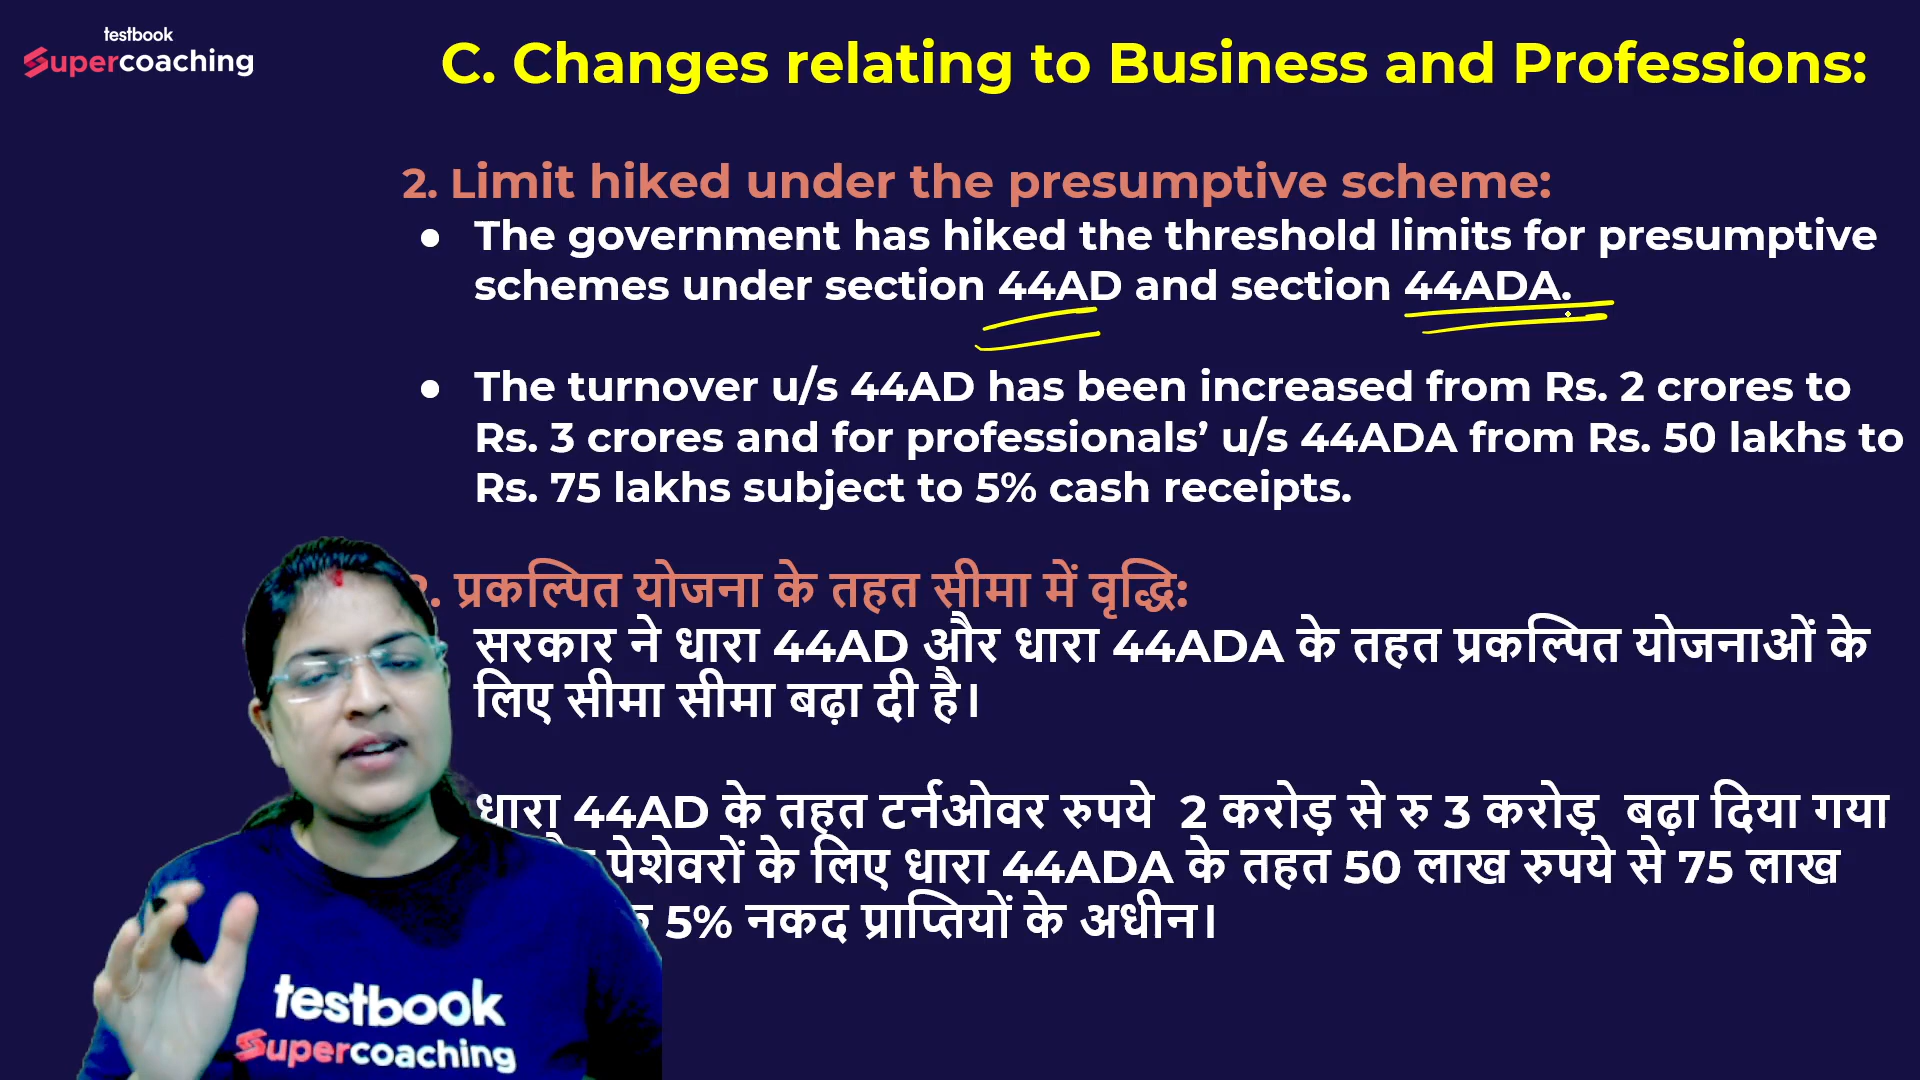 testbook
Supercoaching
C. Changes relating to Business and Professions:
2. Limit hiked under the presumptive scheme:
● The government has hiked the threshold limits for presumptive
schemes under section 44AD and section 44ADA.
● The turnover u/s 44AD has been increased from Rs. 2 crores to
Rs. 3 crores and for professionals’ u/s 44ADA from Rs. 50 lakhs to
Rs. 75 lakhs subject to 5% cash receipts.
प्रकल्पित योजना के तहत सीमा में वृद्धि:
सरकार ने धारा 44AD और धारा 44ADA के तहत प्रकल्पित योजनाओं के
लिए सीमा सीमा बढ़ा दी है।
धारा 44AD के तहत टर्नओवर रुपये 2 करोड़ से रु 3 करोड़ बढ़ा दिया गया
पेशेवरों के लिए धारा 44ADA के तहत 50 लाख रुपये से 75 लाख
5% नकद प्राप्तियों के अधीन।
testbook
Supercoaching